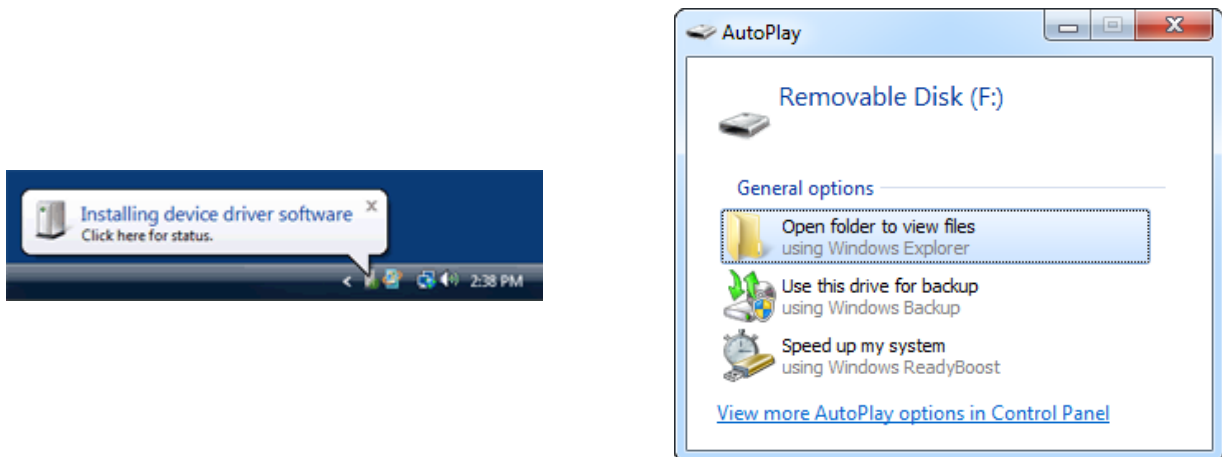 Installing device driver software
Click here for status.
2:38 PM
AutoPlay
Removable Disk (F:)
General options
Open folder to view files
using Windows Explorer
Use this drive for backup
using Windows Backup
Speed up my system
using Windows ReadyBoost
View more AutoPlay options in Control Panel